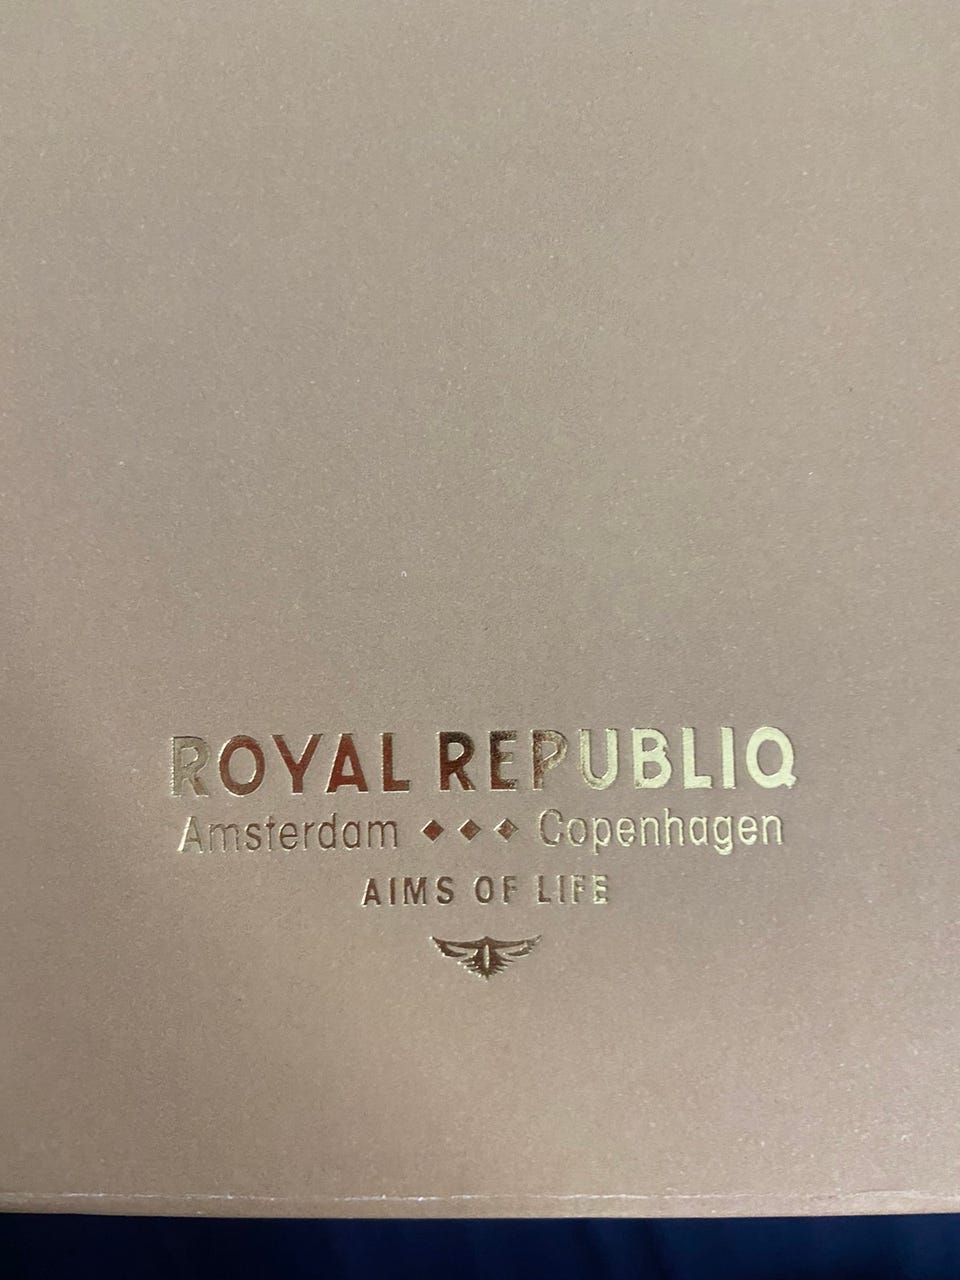 ROYAL REPUBLIQ
Amsterdam ◆◆◆ Copenhagen
AIMS OF LIFE